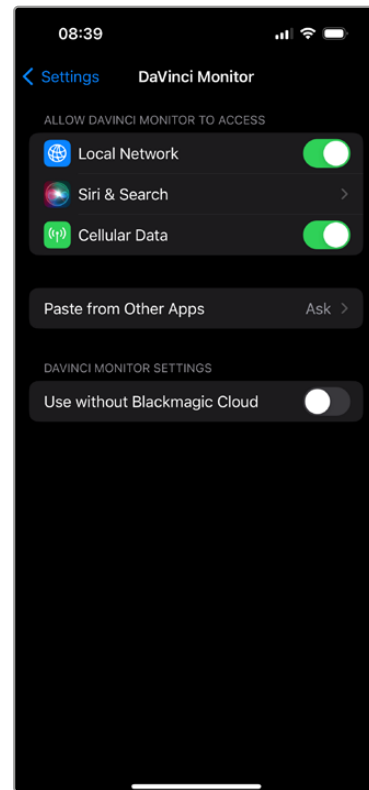 08:39
Settings
DaVinci Monitor
ALLOW DAVINCI MONITOR TO ACCESS
Local Network
Siri & Search
Cellular Data
Paste from Other Apps Ask
DAVINCI MONITOR SETTINGS
Use without Blackmagic Cloud